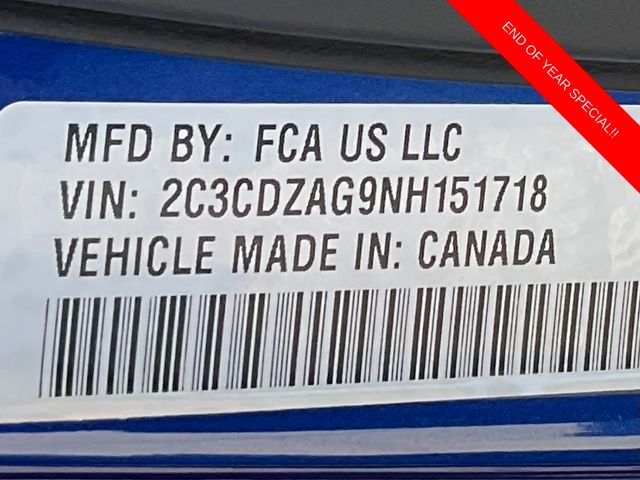 END OF YEAR SPECIAL!!
MFD BY: FCA US LLC
VIN: 2C3CDZAG9NH151718
VEHICLE MADE IN: CANADA